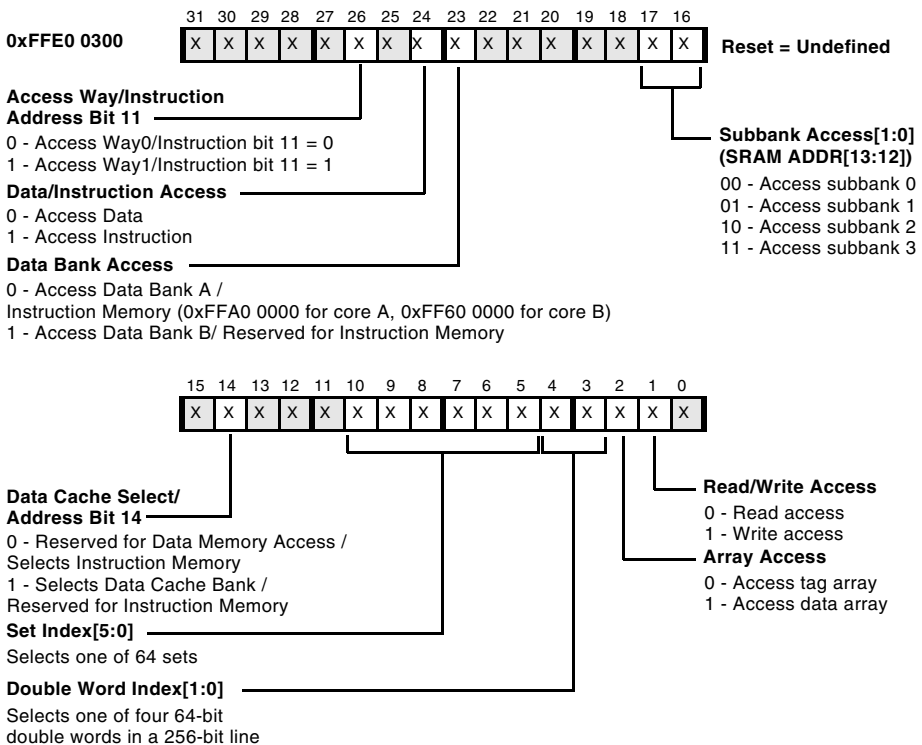 31 30 29 28 27 26 25 24 23 22 21 20 19 18 17 16
0xFFE0 0300
X X X X X X X X X X X X X X X X
Reset = Undefined
Access Way/Instruction
Address Bit 11
0 - Access Way0/Instruction bit 11 = 0
1 - Access Way1/Instruction bit 11 = 1
Data/Instruction Access
0 - Access Data
1 - Access Instruction
Data Bank Access
0 - Access Data Bank A /
Instruction Memory (0xFFA0 0000 for core A, 0xFF60 0000 for core B)
1 - Access Data Bank B/ Reserved for Instruction Memory
Subbank Access[1:0]
(SRAM ADDR[13:12])
00 - Access subbank 0
01 - Access subbank 1
10 - Access subbank 2
11 - Access subbank 3
15 14 13 12 11 10 9 8 7 6 5 4 3 2 1 0
X X X X X X X X X X X X X X X X
Data Cache Select/
Address Bit 14
0 - Reserved for Data Memory Access /
Selects Instruction Memory
1 - Selects Data Cache Bank /
Reserved for Instruction Memory
Set Index[5:0]
Selects one of 64 sets
Double Word Index[1:0]
Selects one of four 64-bit
double words in a 256-bit line
Read/Write Access
0 - Read access
1 - Write access
Array Access
0 - Access tag array
1 - Access data array